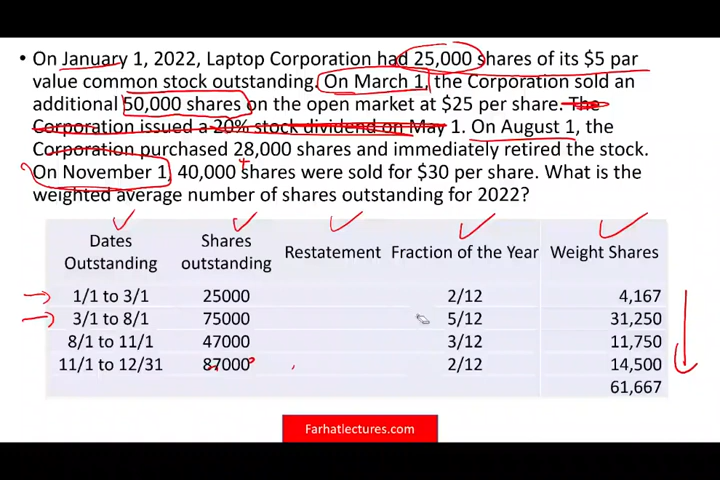 • On January 1, 2022, Laptop Corporation had 25,000 shares of its $5 par
value common stock outstanding. On March 1, the Corporation sold an
additional 50,000 shares on the open market at $25 per share. The
Corporation issued a 20% stock dividend on May 1. On August 1, the
Corporation purchased 28,000 shares and immediately retired the stock.
On November 1, 40,000 shares were sold for $30 per share. What is the
weighted average number of shares outstanding for 2022?
Dates Outstanding Shares outstanding Restatement Fraction of the Year Weight Shares
1/1 to 3/1 25000 2/12 4,167
3/1 to 8/1 75000 5/12 31,250
8/1 to 11/1 47000 3/12 11,750
11/1 to 12/31 87000 2/12 14,500
61,667
Farhatlectures.com